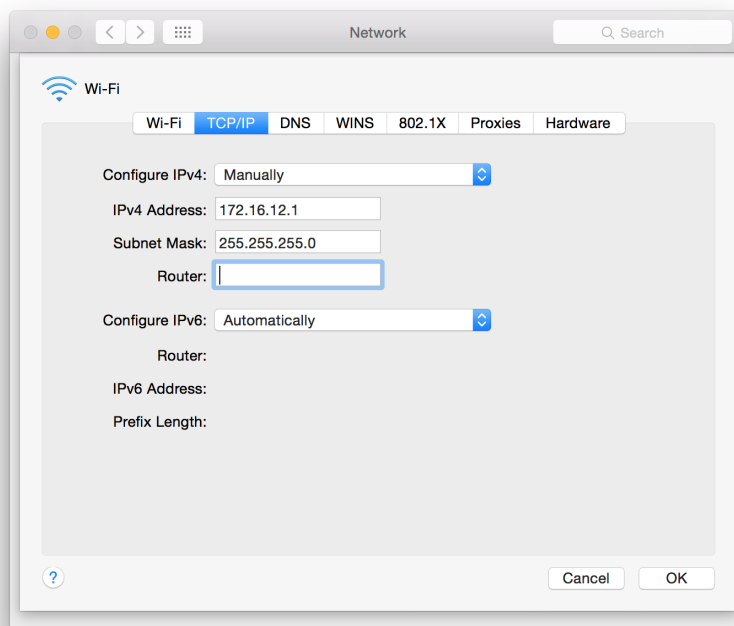 Network
Search
Wi-Fi
Wi-Fi TCP/IP DNS WINS 802.1X Proxies Hardware
Configure IPv4: Manually
IPv4 Address: 172.16.12.1
Subnet Mask: 255.255.255.0
Router:
Configure IPv6: Automatically
Router:
IPv6 Address:
Prefix Length:
? Cancel OK